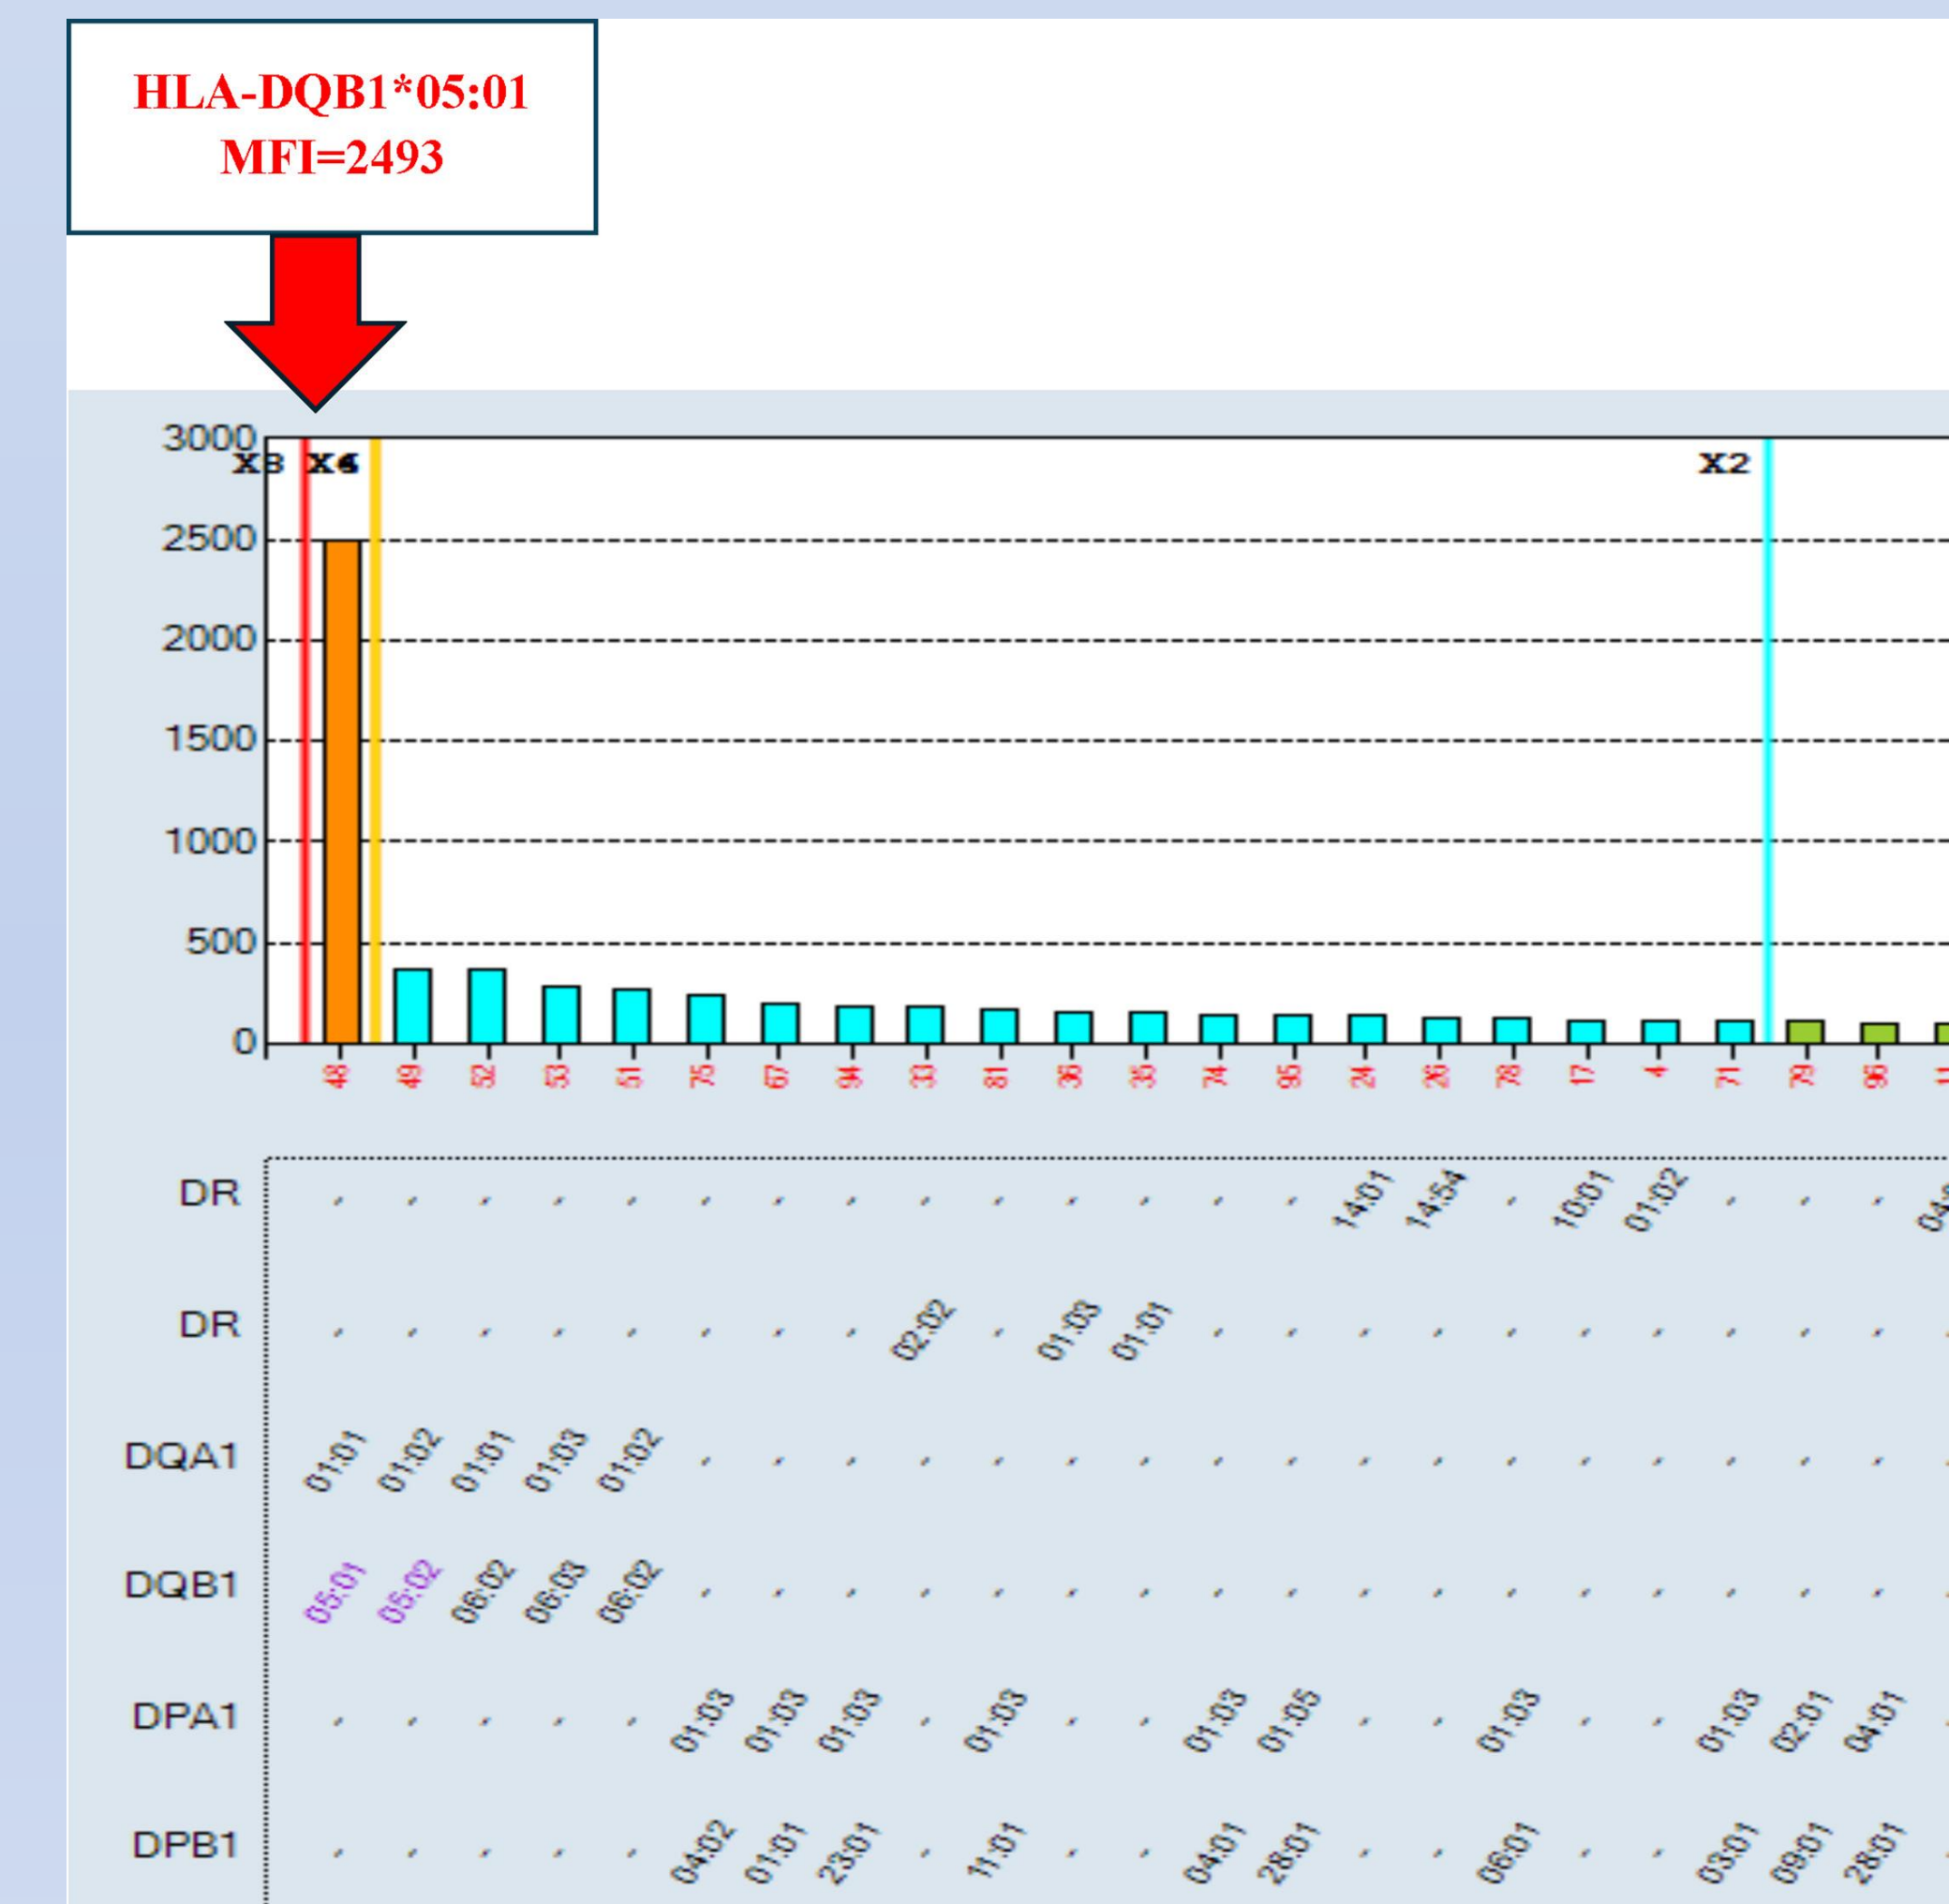 HLA-DQB1*05:01
MFI=2493
3000
X6
X2
2500
2000
1500
1000
500
0
48 49 52 53 51 75 67 94 33 81 36 35 74 95 24 26 78 17 4 71 79 96 11
DR , , , , , , , , , , , , , , 14:01 14:54 , 10:01 01:02 , , ,
DR , , , , , , , , 02:02 , 01:03 01:01 , , , , , , , , , ,
DQA1 01:01 01:02 01:01 01:03 01:02 , , , , , , , , , , , , , , , , ,
DQB1 05:01 05:02 06:02 06:03 06:02 , , , , , , , , , , , , , , , , ,
DPA1 , , , , , 01:03 01:03 01:03 , 01:03 , , 01:03 01:05 , , 01:03 , , 01:03 02:01 04:01
DPB1 , , , , , 04:02 01:01 23:01 , 11:01 , , 04:01 28:01 , , 06:01 , , 03:01 09:01 28:01